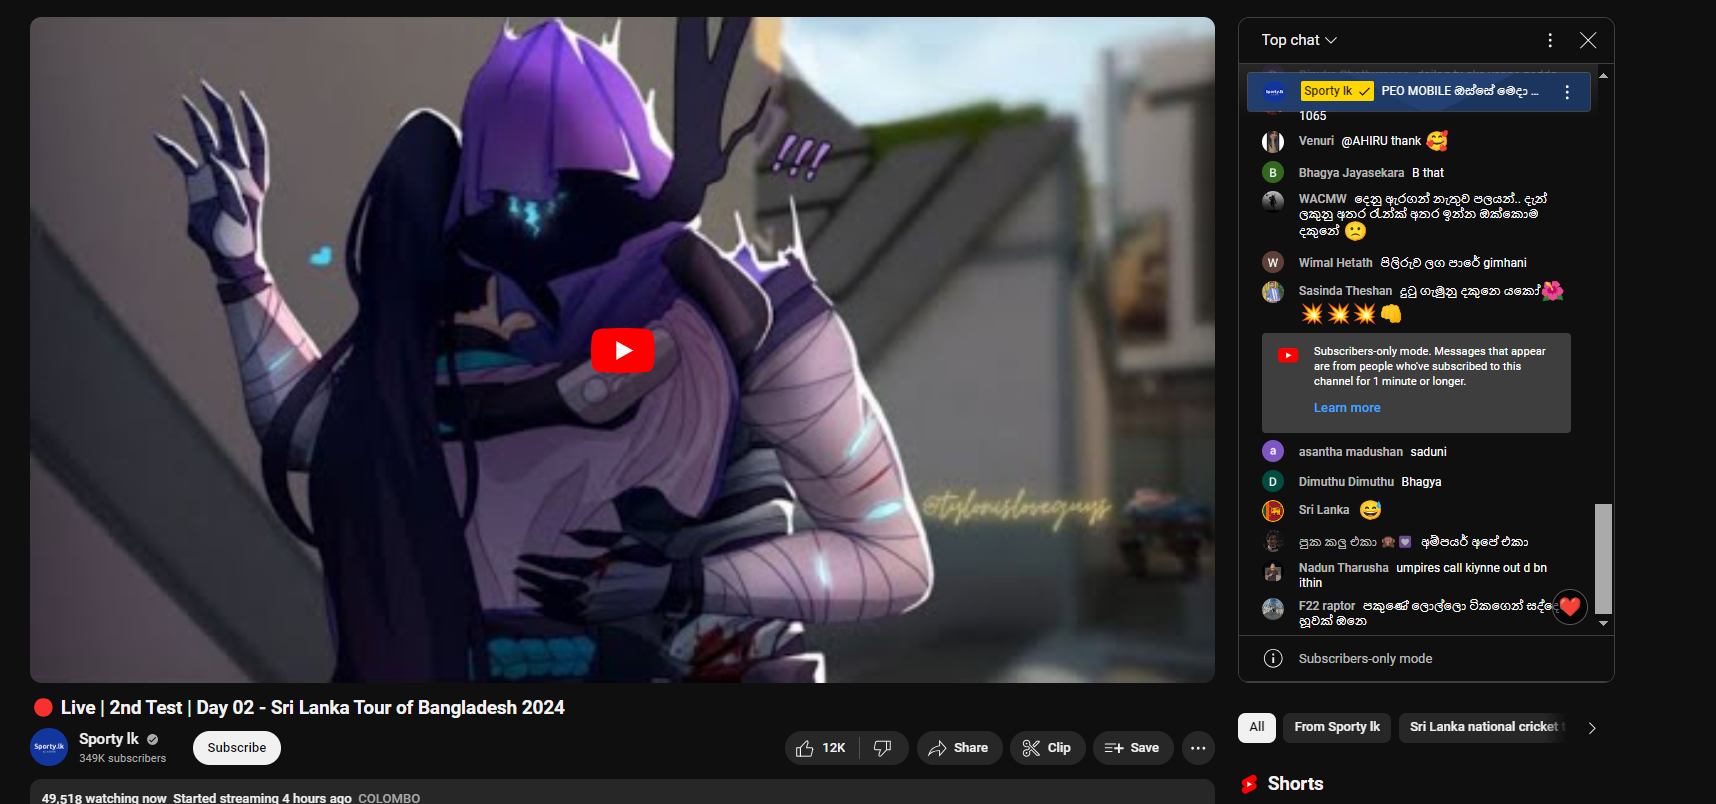 !!!
@tylonisloveguys
Top chat
Sporty lk PEO MOBILE ඔස්සේ මෙදා ...
1065
Venuri @AHIRU thank
B Bhagya Jayasekara B that
WACMW දෙනු ඇරගන් නැතුව පලයන්.. දැන්
ලකුනු අතර රැන්ක් අතර ඉන්න ඔක්කොම
දකුනේ
W Wimal Hetath පිලිරුව ලග පාරේ gimhani
Sasinda Theshan දුටු ගැමුනු දකුනෙ යකෝ
Subscribers-only mode. Messages that appear
are from people who've subscribed to this
channel for 1 minute or longer.
Learn more
a asantha madushan saduni
D Dimuthu Dimuthu Bhagya
Sri Lanka
පුක කලු එකා අම්පයර් අපේ එකා
Nadun Tharusha umpires call kiynne out d bn
ithin
F22 raptor පකුණේ ලොල්ලො ටිකගෙන් සද්දෙ
හූවක් ඔනෙ
Subscribers-only mode
Live | 2nd Test | Day 02 - Sri Lanka Tour of Bangladesh 2024
Sporty.lk
Sporty lk
349K subscribers
Subscribe
12K
Share
Clip
Save
49,518 watching now Started streaming 4 hours ago COLOMBO
All
From Sporty lk
Sri Lanka national cricket
Shorts